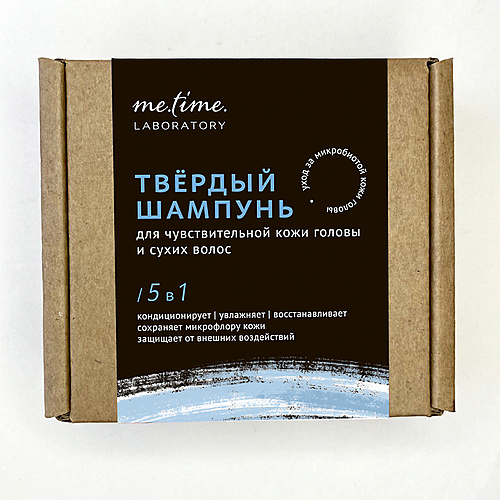 me.time.
LABORATORY
• уход за микробиотой кожи головы
ТВЁРДЫЙ
ШАМПУНЬ
для чувствительной кожи головы
и сухих волос
/ 5 в 1
кондиционирует | увлажняет | восстанавливает
сохраняет микрофлору кожи
защищает от внешних воздействий